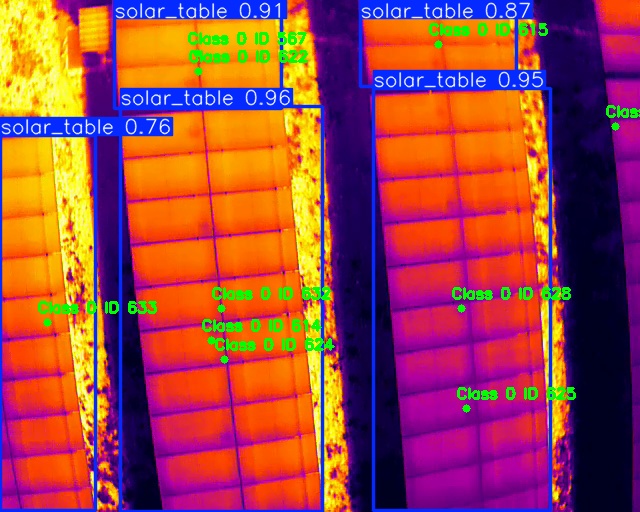 solar_table 0.91
solar_table 0.87
Class 0 ID 615
Class 0 ID 567
Class 0 ID 622
solar_table 0.95
solar_table 0.96
solar_table 0.76
Class 0 ID 632
Class 0 ID 628
Class 0 ID 633
Class 0 ID 614
Class 0 ID 624
Class 0 ID 625